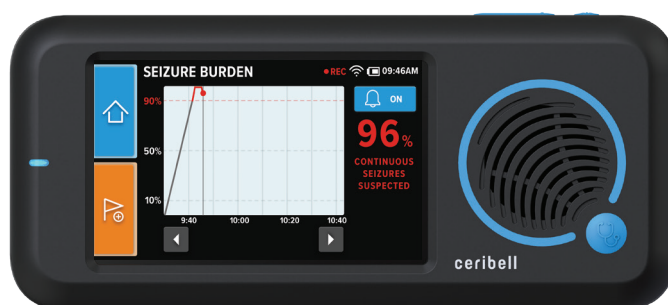 SEIZURE BURDEN
REC 09:46AM
ON
90%
50%
10%
96%
CONTINUOUS
SEIZURES
SUSPECTED
9:40 10:00 10:20 10:40
ceribell